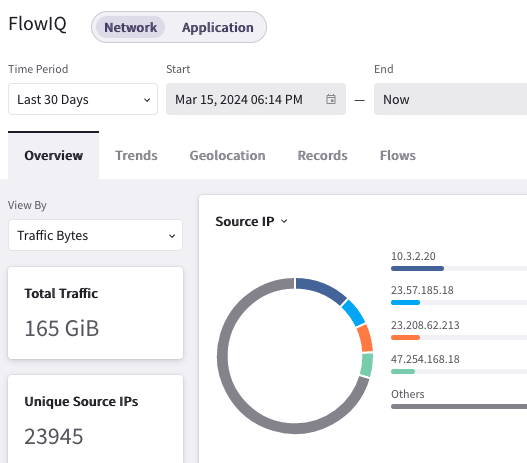 FlowIQ
Network Application
Time Period Start End
Last 30 Days Mar 15, 2024 06:14 PM — Now
Overview Trends Geolocation Records Flows
View By
Traffic Bytes
Total Traffic
165 GiB
Unique Source IPs
23945
Source IP
10.3.2.20
23.57.185.18
23.208.62.213
47.254.168.18
Others